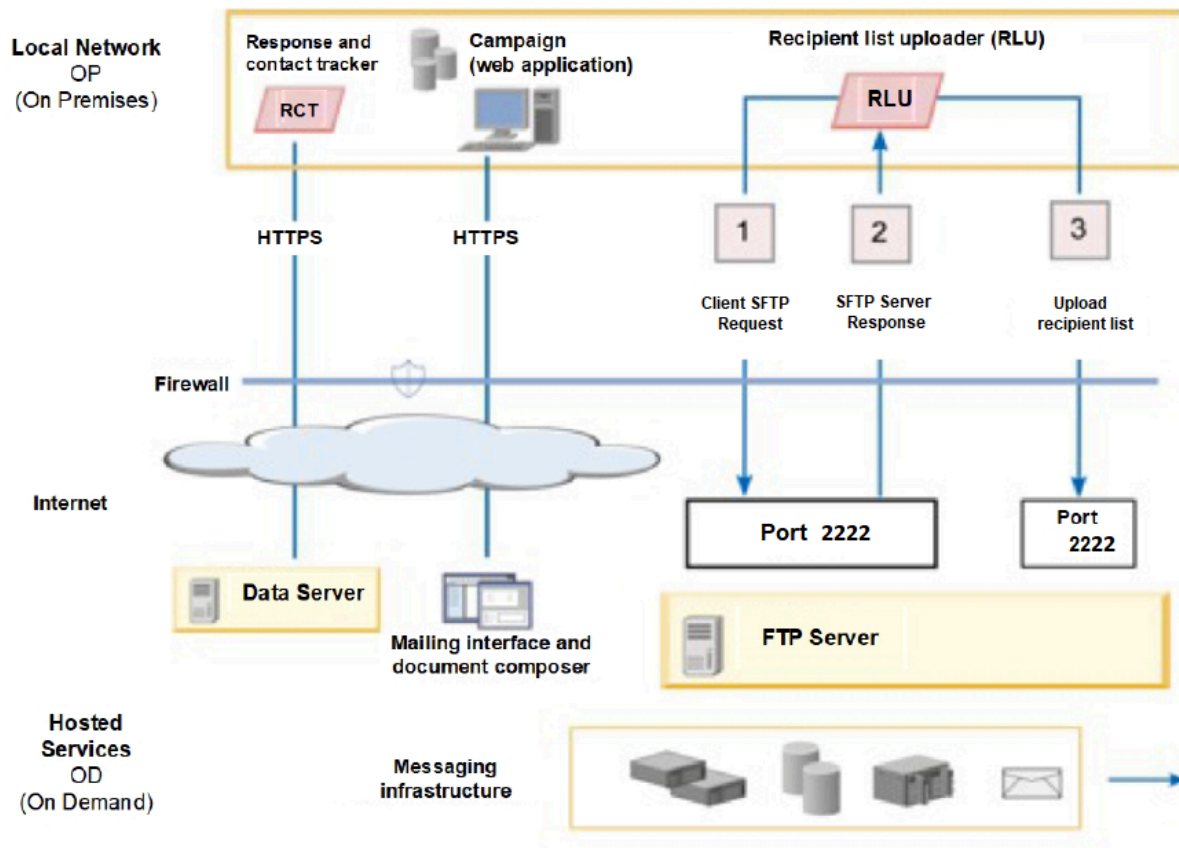 Local Network
OP
(On Premises)
Response and
contact tracker
Campaign
(web application)
Recipient list uploader (RLU)
RCT
RLU
HTTPS
HTTPS
1
2
3
Client SFTP
Request
SFTP Server
Response
Upload
recipient list
Firewall
Internet
Port 2222
Port
2222
Data Server
Mailing interface and
document composer
FTP Server
Hosted
Services
OD
(On Demand)
Messaging
infrastructure